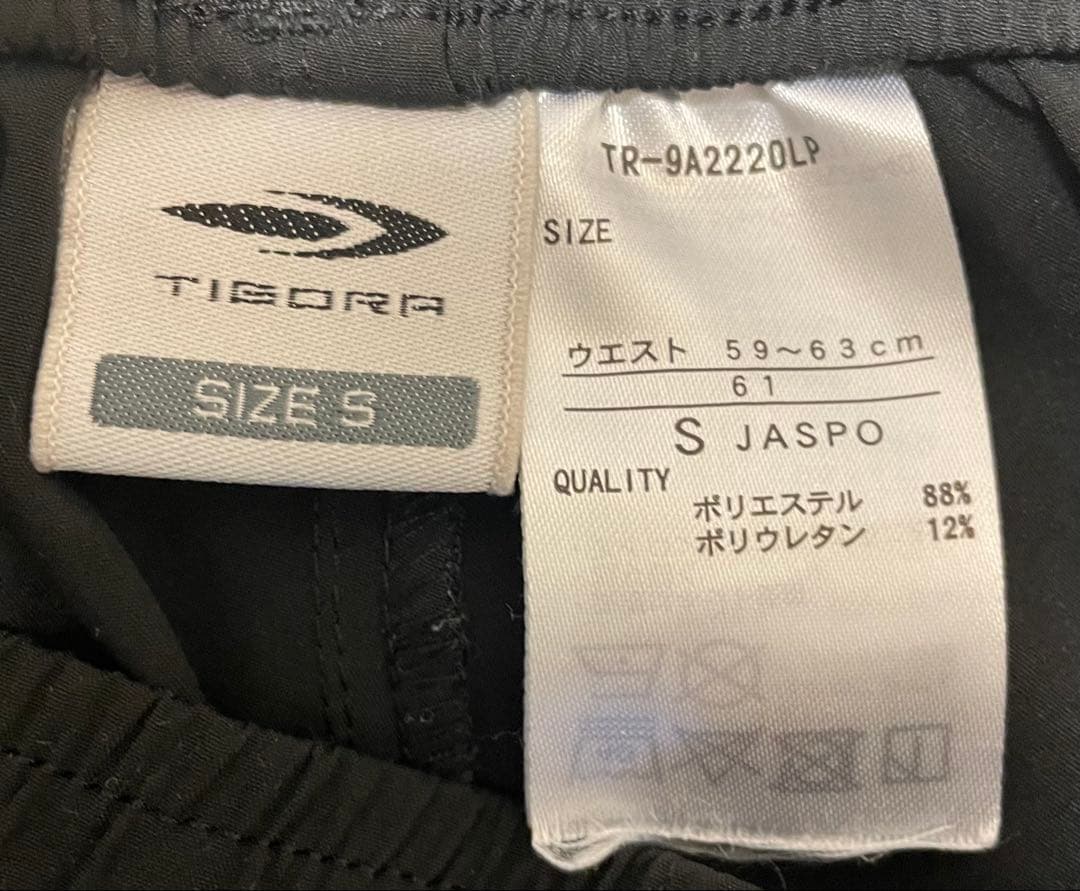 TIGORA
SIZE S
TR-9A2220LP
SIZE
ウエスト 59～63cm
61
S JASPO
QUALITY
ポリエステル 88%
ポリウレタン 12%